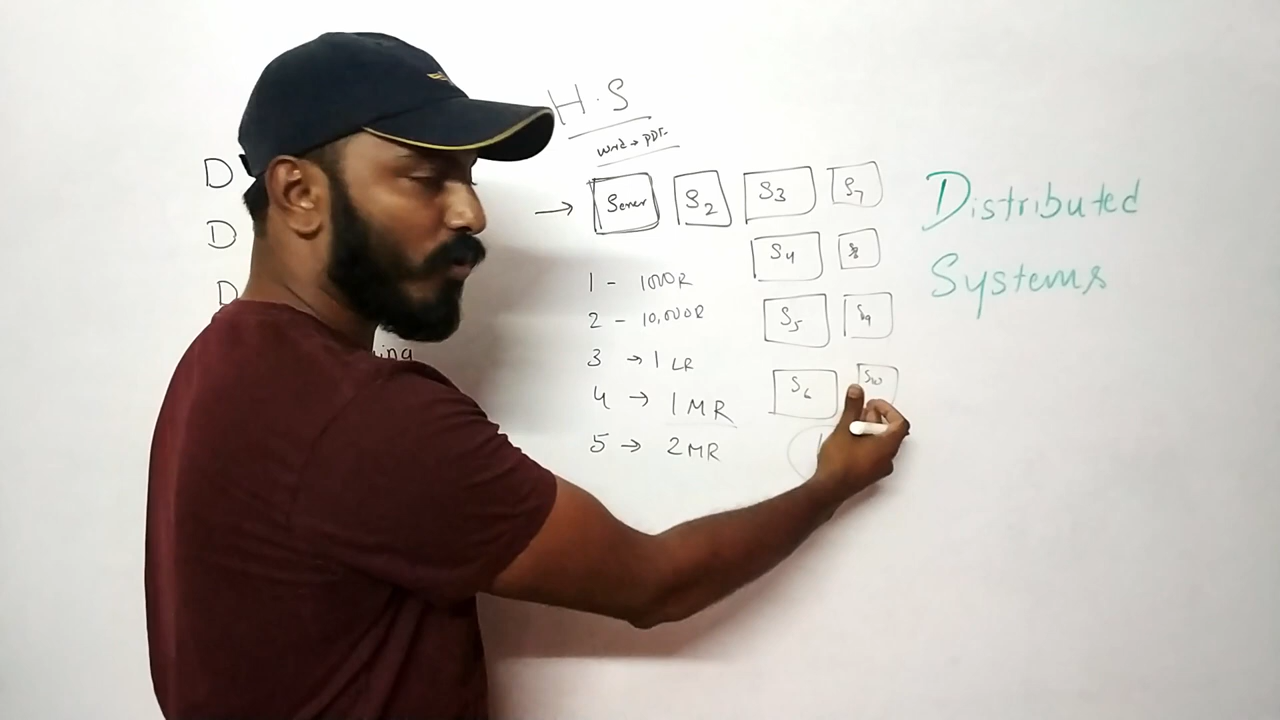 H.S
Word → PDF
→ Server S2 S3 S7
D
D
D
ing
S4 S8
S5 S9
S6 S10
1 - 1000R
2 - 10,000R
3 → 1 LR
4 → 1 MR
5 → 2 MR
Distributed
Systems